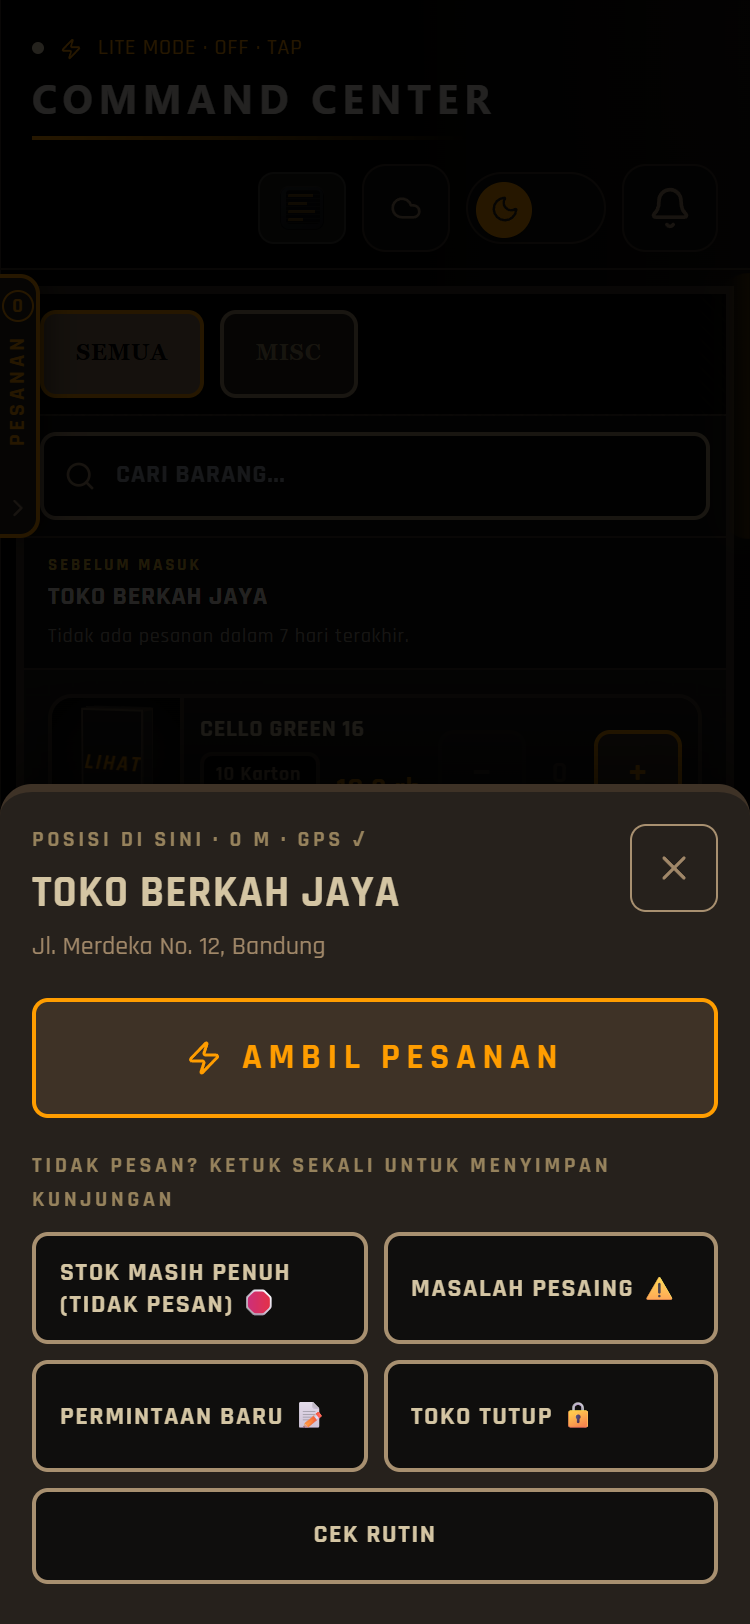 LITE MODE · OFF · TAP
COMMAND CENTER
0
PESANAN
SEMUA
MISC
CARI BARANG...
SEBELUM MASUK
TOKO BERKAH JAYA
Tidak ada pesanan dalam 7 hari terakhir.
LIHAT
CELLO GREEN 16
10 Karton
0
POSISI DI SINI · 0 M · GPS ✓
TOKO BERKAH JAYA
Jl. Merdeka No. 12, Bandung
AMBIL PESANAN
TIDAK PESAN? KETUK SEKALI UNTUK MENYIMPAN
KUNJUNGAN
STOK MASIH PENUH
(TIDAK PESAN) 🛑
MASALAH PESAING ⚠️
PERMINTAAN BARU 📝
TOKO TUTUP 🔒
CEK RUTIN